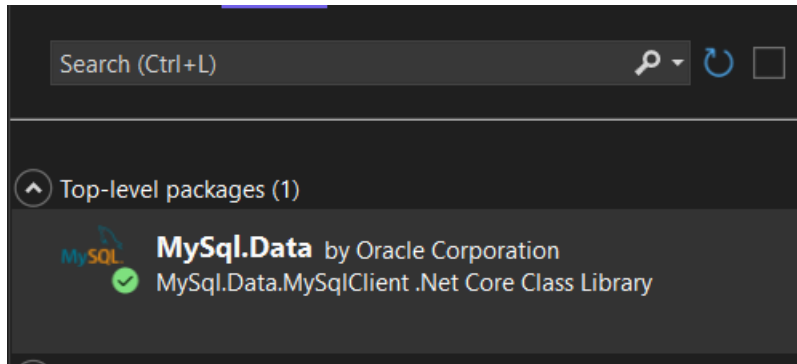 Search (Ctrl+L)
Top-level packages (1)
MySQL.
MySql.Data by Oracle Corporation
MySql.Data.MySqlClient .Net Core Class Library